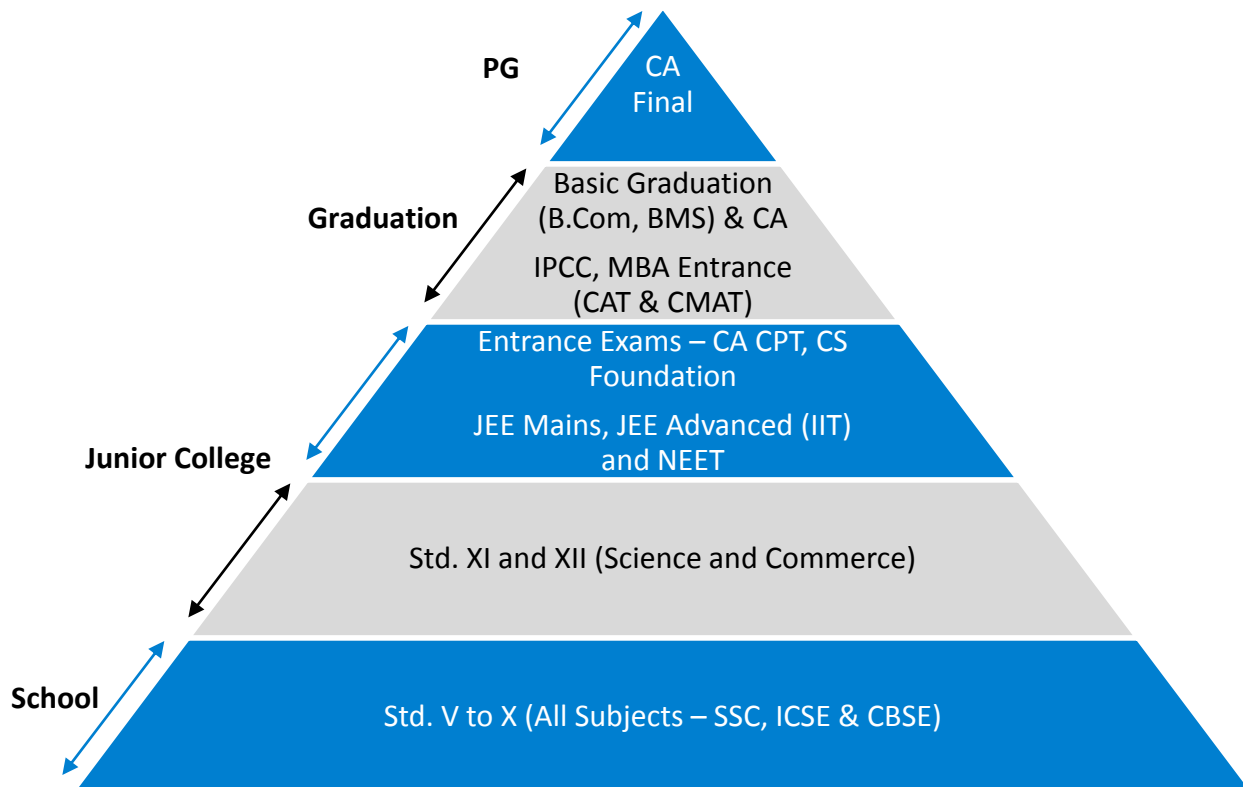 PG
CA
Final
Graduation
Basic Graduation
(B.Com, BMS) & CA
IPCC, MBA Entrance
(CAT & CMAT)
Entrance Exams – CA CPT, CS
Foundation
JEE Mains, JEE Advanced (IIT)
and NEET
Junior College
Std. XI and XII (Science and Commerce)
School
Std. V to X (All Subjects – SSC, ICSE & CBSE)